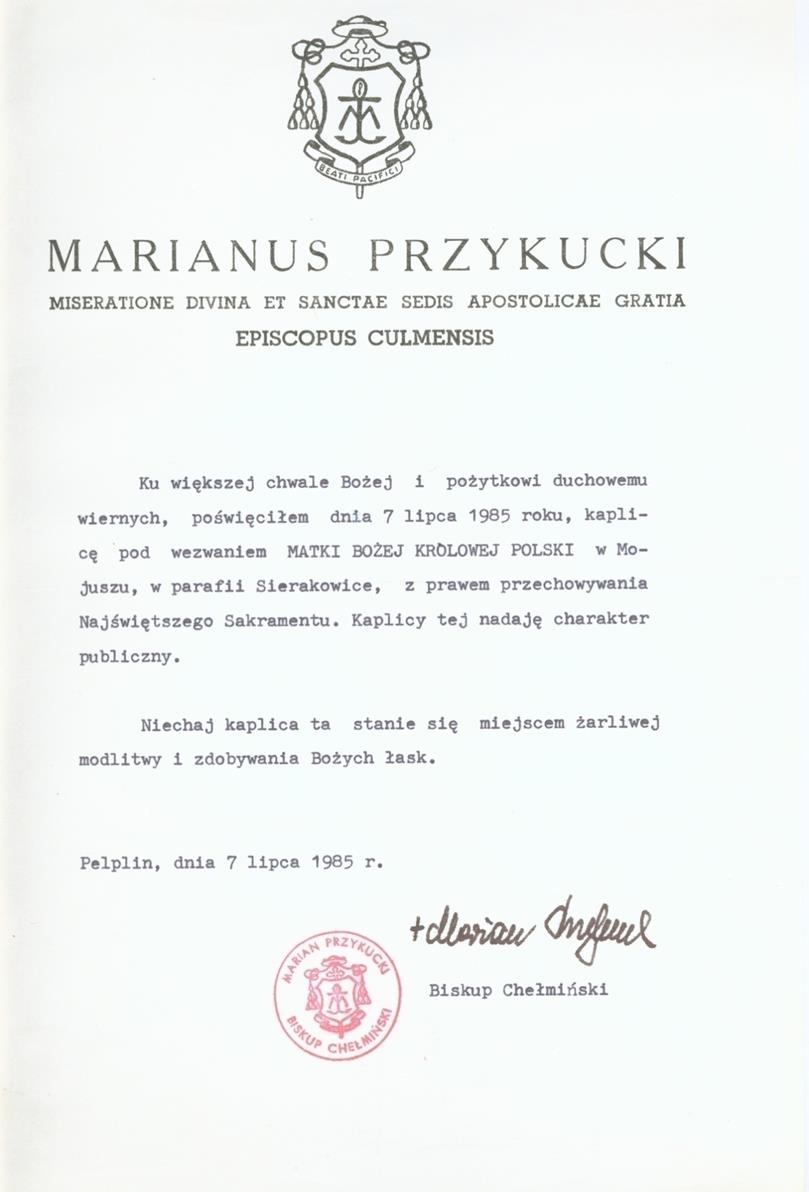 BEATI PACIFICI
MARIANUS PRZYKUCKI
MISERATIONE DIVINA ET SANCTAE SEDIS APOSTOLICAE GRATIA
EPISCOPUS CULMENSIS
Ku większej chwale Bożej i pożytkowi duchowemu
wiernych, poświęciłem dnia 7 lipca 1985 roku, kapli-
cę pod wezwaniem MATKI BOŻEJ KRÓLOWEJ POLSKI w Mo-
juszu, w parafii Sierakowice, z prawem przechowywania
Najświętszego Sakramentu. Kaplicy tej nadaję charakter
publiczny.
Niechaj kaplica ta stanie się miejscem żarliwej
modlitwy i zdobywania Bożych łask.
Pelplin, dnia 7 lipca 1985 r.
+ Marian
MARIAN PRZYKUCKI
BISKUP CHEŁMIŃSKI
Biskup Chełmiński